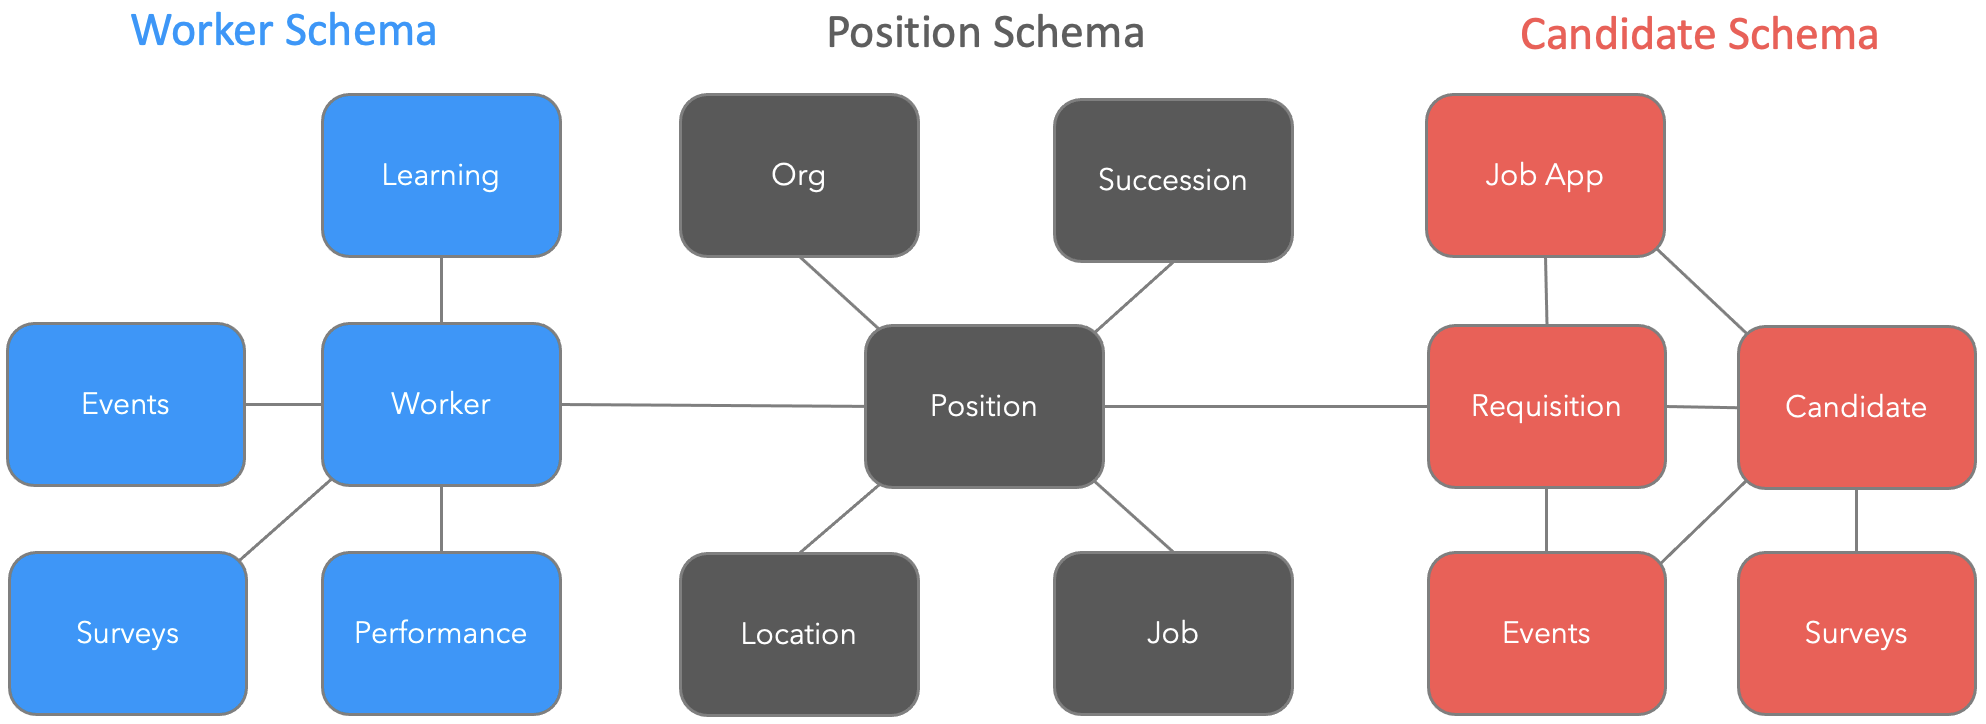 Worker Schema
Position Schema
Candidate Schema
Learning
Org
Succession
Job App
Events
Worker
Position
Requisition
Candidate
Surveys
Performance
Location
Job
Events
Surveys